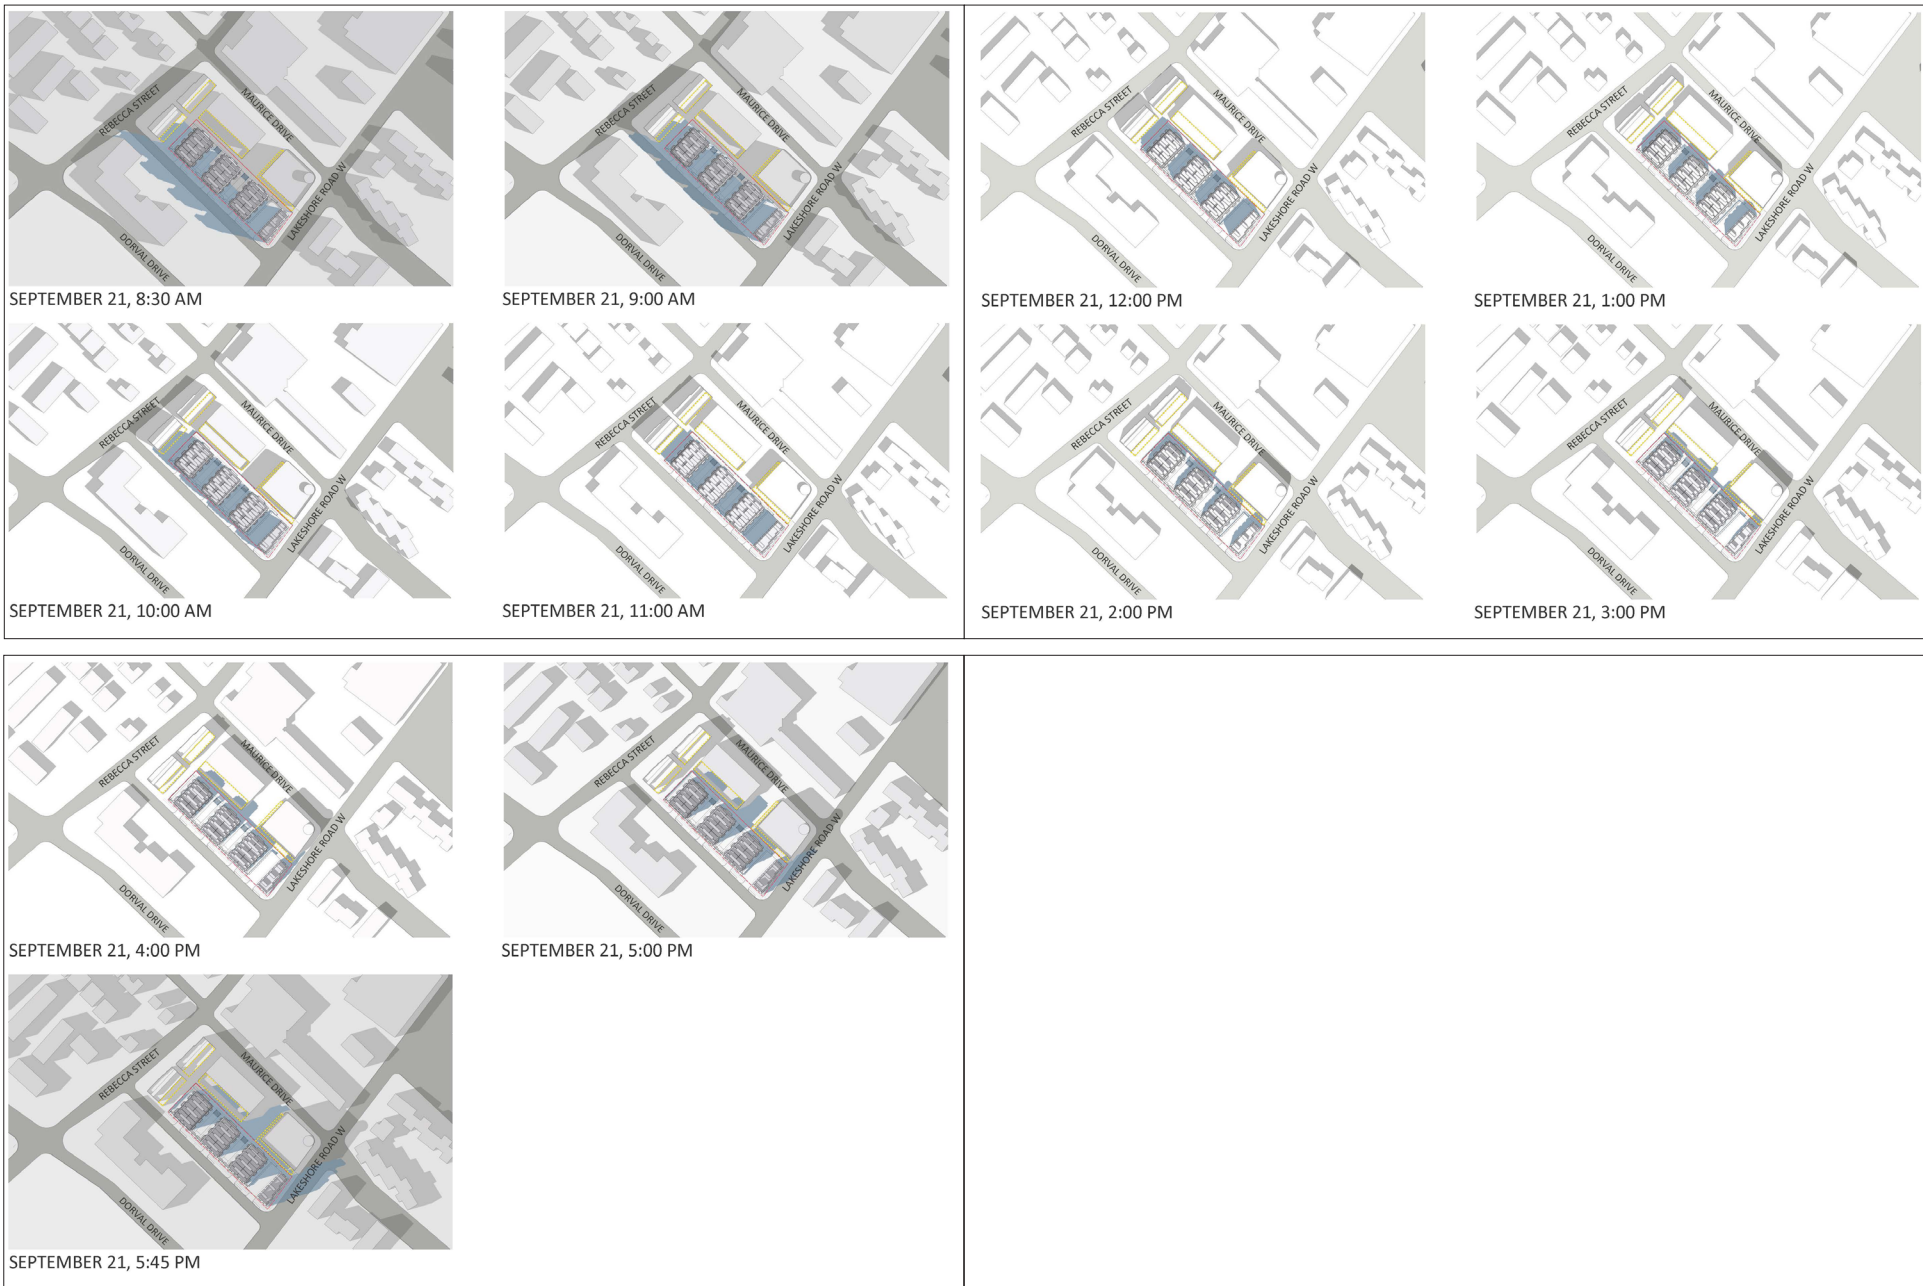 REBECCA STREET
MAURICE DRIVE
LAKESHORE ROAD W
DORVAL DRIVE
SEPTEMBER 21, 8:30 AM
REBECCA STREET
MAURICE DRIVE
LAKESHORE ROAD W
DORVAL DRIVE
SEPTEMBER 21, 9:00 AM
REBECCA STREET
MAURICE DRIVE
LAKESHORE ROAD W
DORVAL DRIVE
SEPTEMBER 21, 10:00 AM
REBECCA STREET
MAURICE DRIVE
LAKESHORE ROAD W
DORVAL DRIVE
SEPTEMBER 21, 11:00 AM
REBECCA STREET
MAURICE DRIVE
LAKESHORE ROAD W
DORVAL DRIVE
SEPTEMBER 21, 12:00 PM
REBECCA STREET
MAURICE DRIVE
LAKESHORE ROAD W
DORVAL DRIVE
SEPTEMBER 21, 1:00 PM
REBECCA STREET
MAURICE DRIVE
LAKESHORE ROAD W
DORVAL DRIVE
SEPTEMBER 21, 2:00 PM
REBECCA STREET
MAURICE DRIVE
LAKESHORE ROAD W
DORVAL DRIVE
SEPTEMBER 21, 3:00 PM
REBECCA STREET
MAURICE DRIVE
LAKESHORE ROAD W
DORVAL DRIVE
SEPTEMBER 21, 4:00 PM
REBECCA STREET
MAURICE DRIVE
LAKESHORE ROAD W
DORVAL DRIVE
SEPTEMBER 21, 5:00 PM
REBECCA STREET
MAURICE DRIVE
LAKESHORE ROAD W
DORVAL DRIVE
SEPTEMBER 21, 5:45 PM